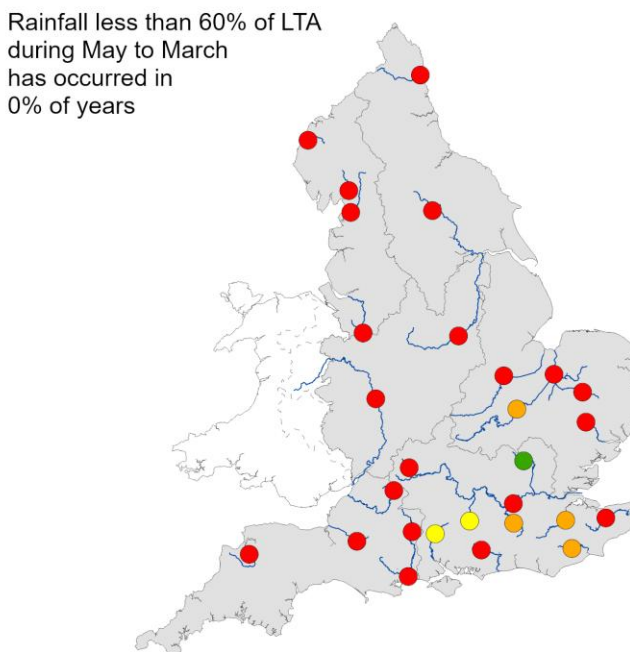 Rainfall less than 60% of LTA
during May to March
has occurred in
0% of years